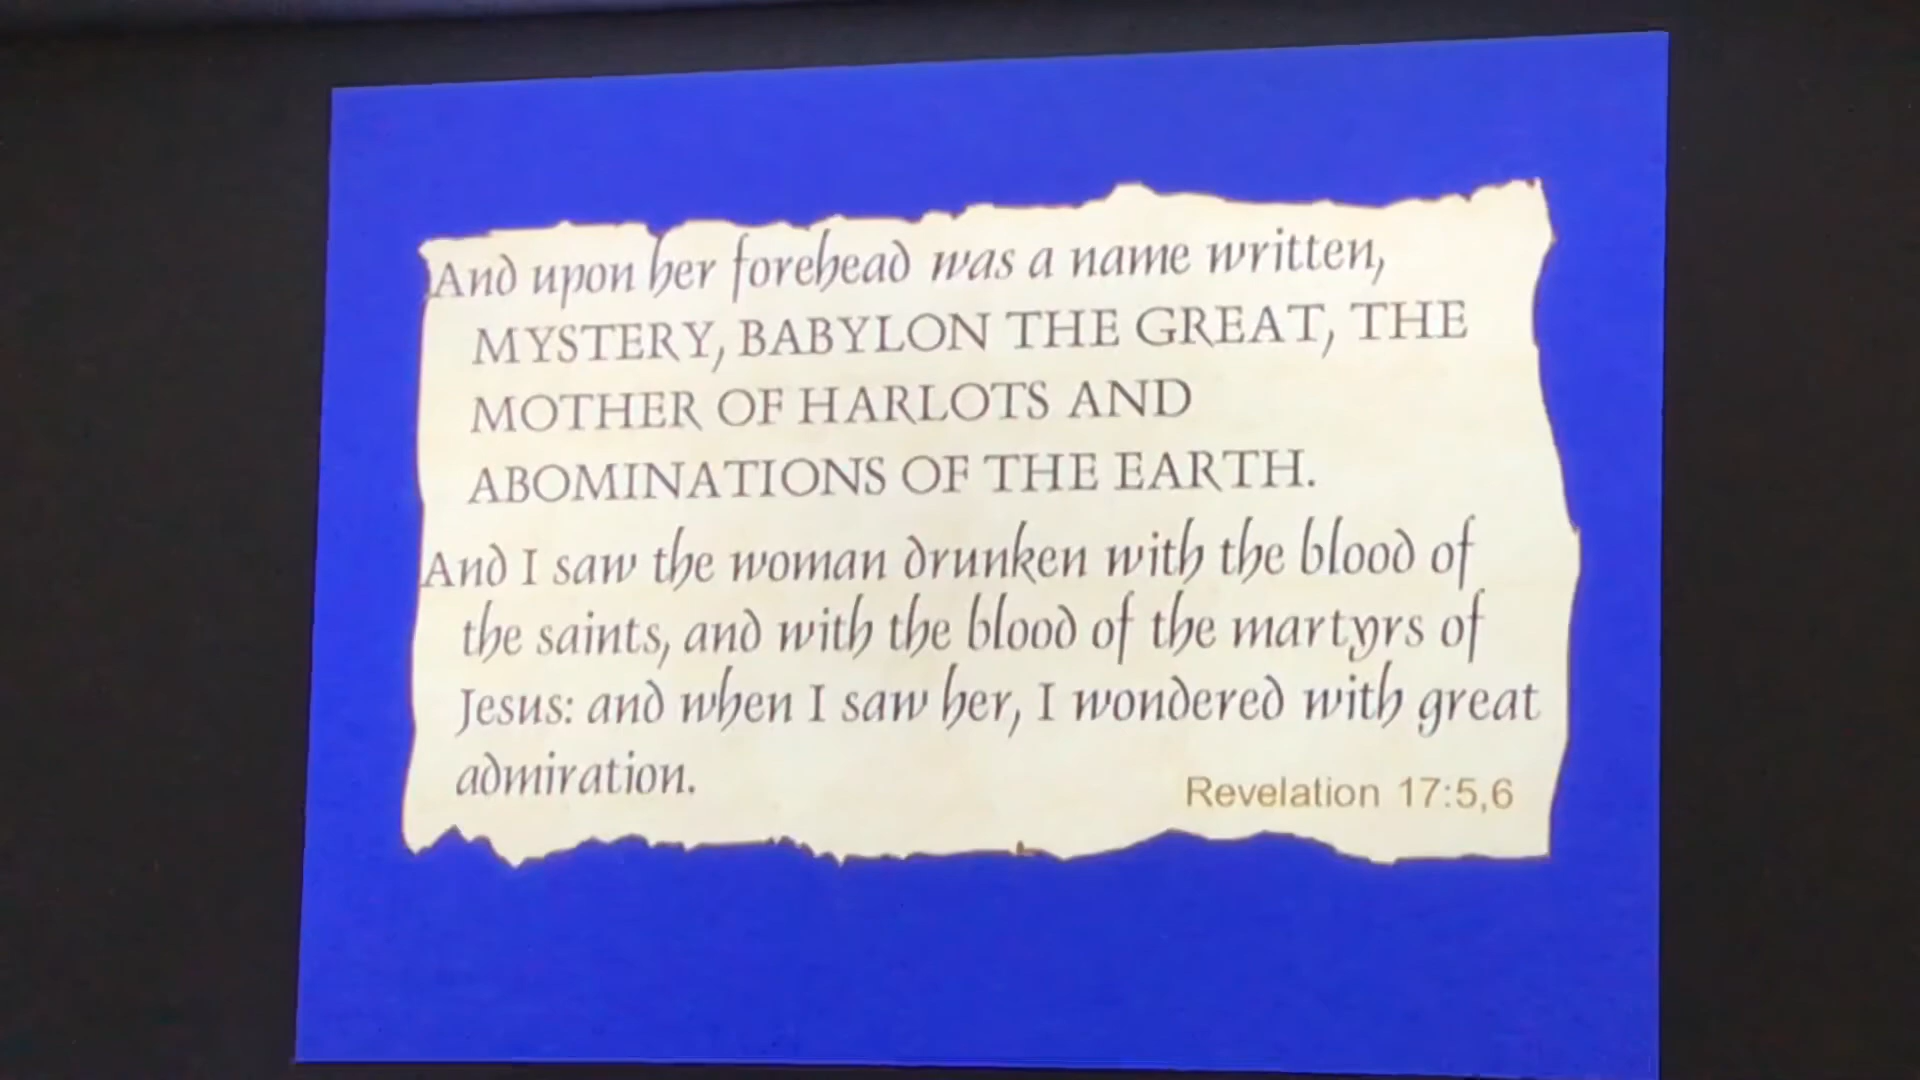 And upon her forehead was a name written,
MYSTERY, BABYLON THE GREAT, THE
MOTHER OF HARLOTS AND
ABOMINATIONS OF THE EARTH.
And I saw the woman drunken with the blood of
the saints, and with the blood of the martyrs of
Jesus: and when I saw her, I wondered with great
admiration.
Revelation 17:5,6